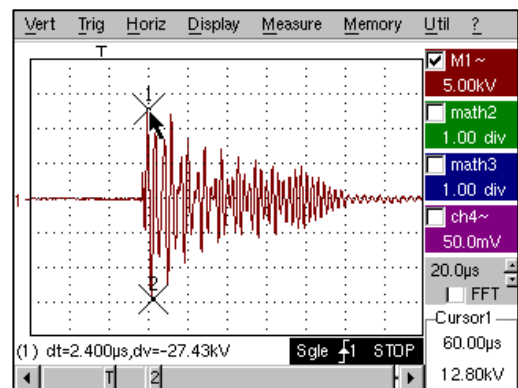 Vert Trig Horiz Display Measure Memory Util ?
T
M1~
5.00kV
math2
1.00 div
math3
1.00 div
ch4~
50.0mV
20.0µs
FFT
Cursor1
60.00µs
12.80kV
1
1
2
(1) dt=2.400µs,dv=-27.43kV Sgle 1 STOP
T 2